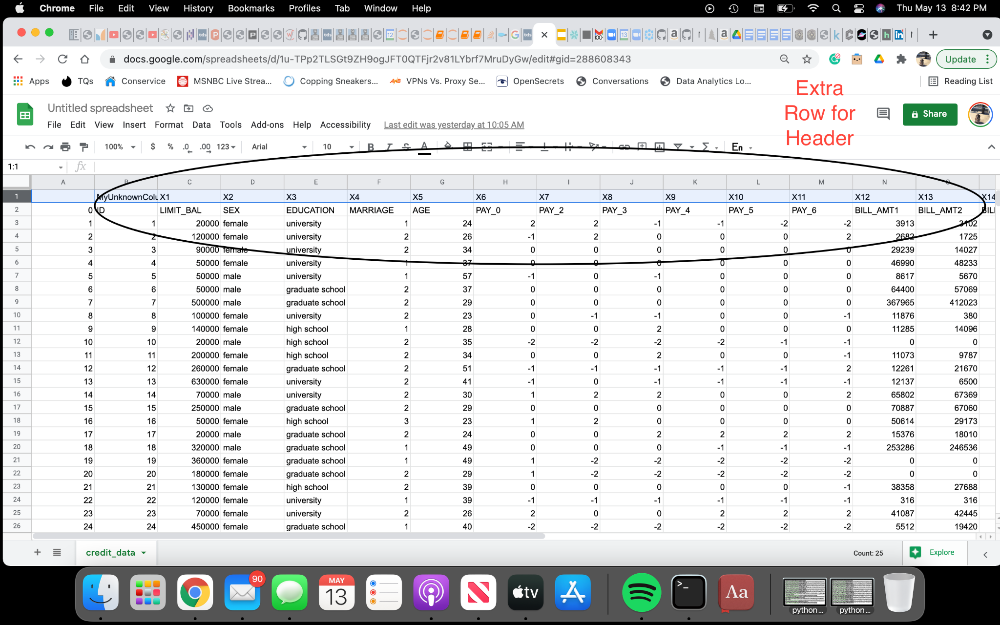 Chrome File Edit View History Bookmarks Profiles Tab Window Help Thu May 13 8:42 PM
docs.google.com/spreadsheets/d/1u-TPp2TLSGt9ZH9ogJFT0QTFjr2v81LYbrf7MruDyGw/edit#gid=288608343 Update
Apps TQs Conservice MSNBC Live Strea... Copping Sneakers... VPNs Vs. Proxy Se... OpenSecrets Conversations Data Analytics Lo... Reading List
Extra
Row for
Header
Untitled spreadsheet
Share
File Edit View Insert Format Data Tools Add-ons Help Accessibility Last edit was yesterday at 10:05 AM
100% $ % .0 .00 123 Arial 10 B I S A En
1:1 fx
A B C D E F G H I J K L M N O
1 MyUnknownColu X1 X2 X3 X4 X5 X6 X7 X8 X9 X10 X11 X12 X13 X14
2 0 ID LIMIT_BAL SEX EDUCATION MARRIAGE AGE PAY_0 PAY_2 PAY_3 PAY_4 PAY_5 PAY_6 BILL_AMT1 BILL_AMT2 BILI
3 1 1 20000 female university 1 24 2 2 -1 -1 -2 -2 3913 3102
4 2 2 120000 female university 2 26 -1 2 0 0 0 2 2682 1725
5 3 3 90000 female university 2 34 0 0 0 0 0 0 29239 14027
6 4 4 50000 female university 1 37 0 0 0 0 0 0 46990 48233
7 5 5 50000 male university 1 57 -1 0 -1 0 0 0 8617 5670
8 6 6 50000 male graduate school 2 37 0 0 0 0 0 0 64400 57069
9 7 7 500000 male graduate school 2 29 0 0 0 0 0 0 367965 412023
10 8 8 100000 female university 2 23 0 -1 -1 0 0 -1 11876 380
11 9 9 140000 female high school 1 28 0 0 2 0 0 0 11285 14096
12 10 10 20000 male high school 2 35 -2 -2 -2 -2 -1 -1 0 0
13 11 11 200000 female high school 2 34 0 0 2 0 0 -1 11073 9787
14 12 12 260000 female graduate school 2 51 -1 -1 -1 -1 -1 2 12261 21670
15 13 13 630000 female university 2 41 -1 0 -1 -1 -1 -1 12137 6500
16 14 14 70000 male university 2 30 1 2 2 0 0 2 65802 67369
17 15 15 250000 male graduate school 2 29 0 0 0 0 0 0 70887 67060
18 16 16 50000 female high school 3 23 1 2 0 0 0 0 50614 29173
19 17 17 20000 male graduate school 2 24 0 0 2 2 2 2 15376 18010
20 18 18 320000 male graduate school 1 49 0 0 0 -1 -1 -1 253286 246536
21 19 19 360000 female graduate school 1 49 1 -2 -2 -2 -2 -2 0 0
22 20 20 180000 female graduate school 2 29 1 -2 -2 -2 -2 -2 0 0
23 21 21 130000 female high school 2 39 0 0 0 0 0 -1 38358 27688
24 22 22 120000 female university 1 39 -1 -1 -1 -1 -1 -1 316 316
25 23 23 70000 female university 2 26 2 0 0 2 2 2 41087 42445
26 24 24 450000 female graduate school 1 40 -2 -2 -2 -2 -2 -2 5512 19420
credit_data Count: 25 Explore
90
MAY
13
tv
Aa
python... python...